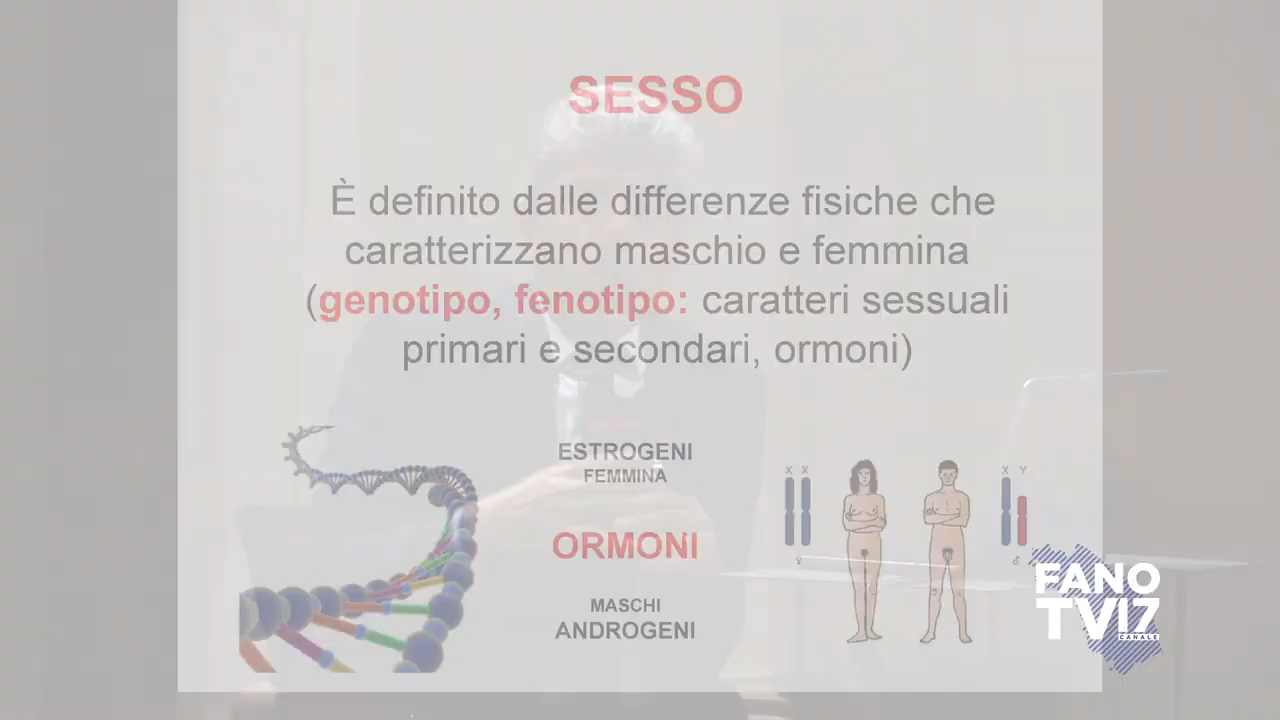 SESSO
È definito dalle differenze fisiche che
caratterizzano maschio e femmina
(genotipo, fenotipo: caratteri sessuali
primari e secondari, ormoni)
ESTROGENI
FEMMINA
ORMONI
MASCHI
ANDROGENI
X X
X Y
♀
♂
FANO
TV17
CANALE